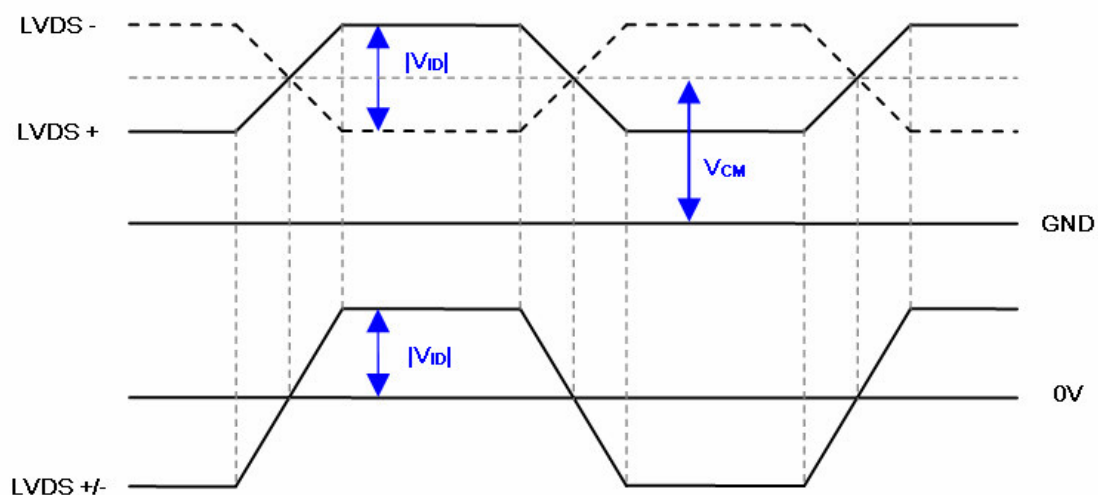 LVDS -
|VID|
LVDS +
VCM
GND
|VID|
0V
LVDS +/-